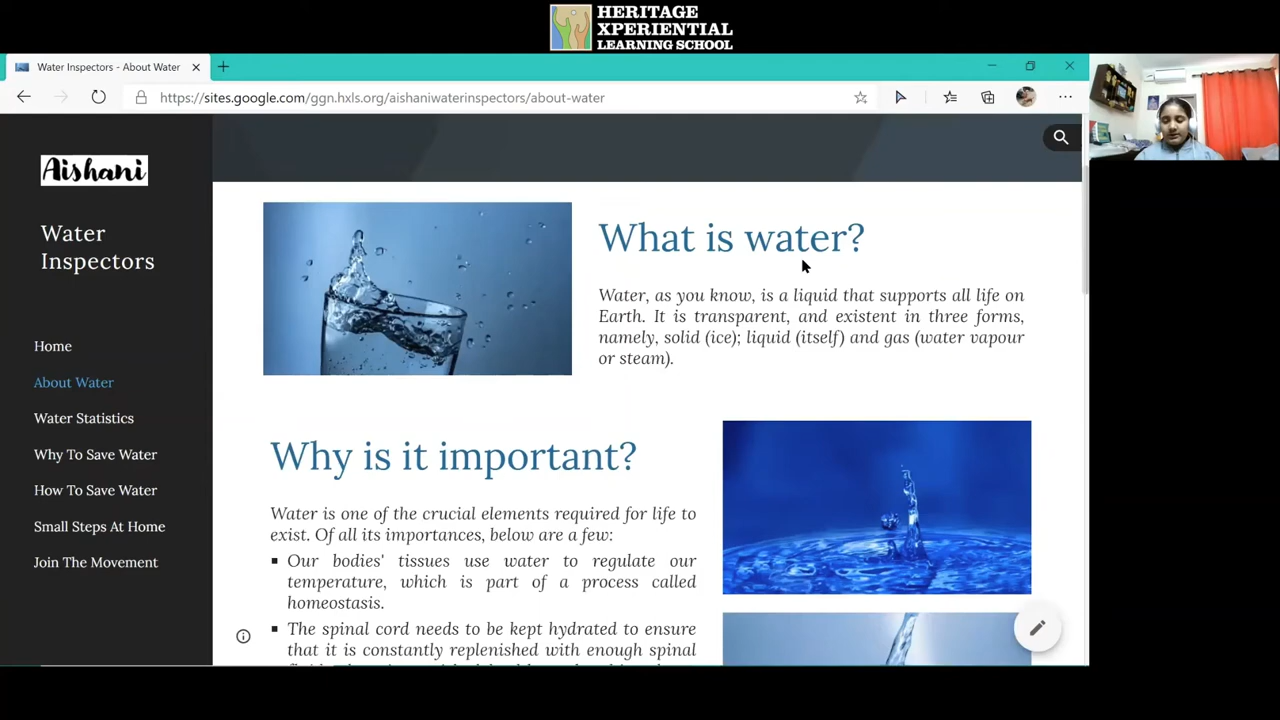 HERITAGE
XPERIENTIAL
LEARNING SCHOOL
Water Inspectors - About Water
https://sites.google.com/ggn.hxls.org/aishaniwaterinspectors/about-water
Aishani
Water
Inspectors
Home
About Water
Water Statistics
Why To Save Water
How To Save Water
Small Steps At Home
Join The Movement
What is water?
Water, as you know, is a liquid that supports all life on
Earth. It is transparent, and existent in three forms,
namely, solid (ice); liquid (itself) and gas (water vapour
or steam).
Why is it important?
Water is one of the crucial elements required for life to
exist. Of all its importances, below are a few:
▪ Our bodies' tissues use water to regulate our
temperature, which is part of a process called
homeostasis.
▪ The spinal cord needs to be kept hydrated to ensure
that it is constantly replenished with enough spinal